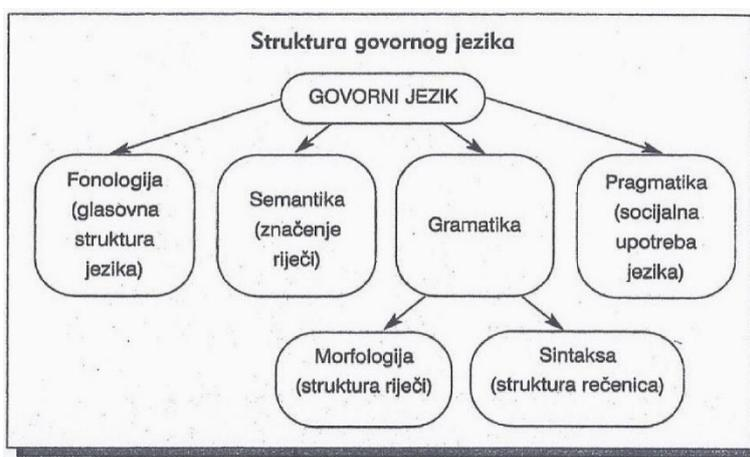 Struktura govornog jezika
GOVORNI JEZIK
Fonologija
(glasovna
struktura
jezika)
Semantika
(značenje
riječi)
Gramatika
Pragmatika
(socijalna
upotreba
jezika)
Morfologija
(struktura riječi)
Sintaksa
(struktura rečenica)